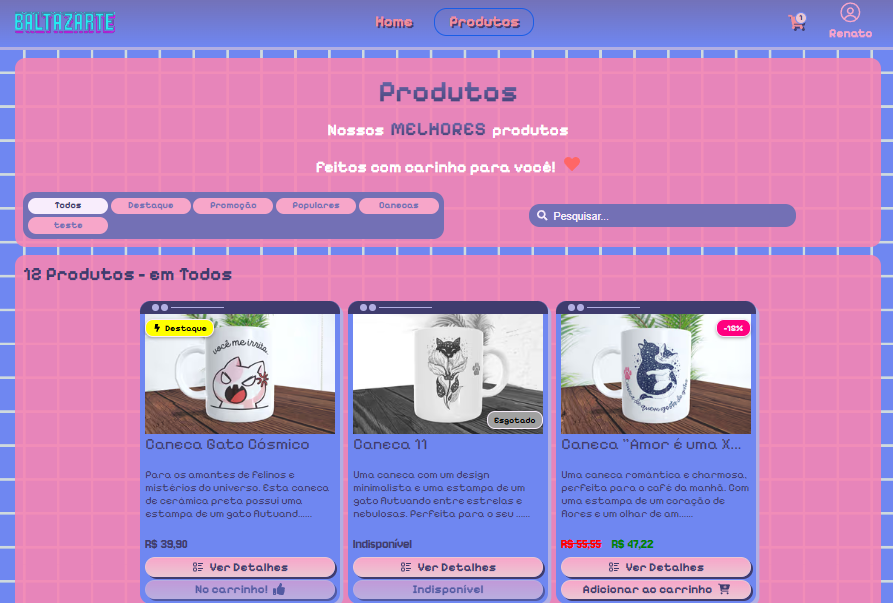 BALTAZARTE
Home
Produtos
1
Renato
Produtos
Nossos MELHORES produtos
Feitos com carinho para você!
Todos
Destaque
Promoção
Populares
Canecas
teste
Pesquisar...
12 Produtos - em Todos
Destaque
você me irrita.
Caneca Gato Cósmico
Para os amantes de felinos e
mistérios do universo. Esta caneca
de cerâmica preta possui uma
estampa de um gato flutuand......
R$ 39,90
Ver Detalhes
No carrinho!
Esgotado
Caneca 11
Uma caneca com um design
minimalista e uma estampa de um
gato flutuando entre estrelas e
nebulosas. Perfeita para o seu ......
Indisponível
Ver Detalhes
Indisponivel
-15%
Caneca "Amor é uma X...
Uma caneca romântica e charmosa,
perfeita para o café da manhã. Com
uma estampa de um coração de
flores e um olhar de am......
R$ 55,55 R$ 47,22
Ver Detalhes
Adicionar ao carrinho